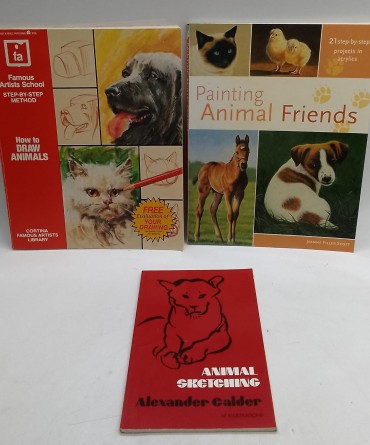 fa
Famous
Artists School
STEP-BY-STEP
METHOD
How to
DRAW
ANIMALS
CORTINA
FAMOUS ARTISTS
LIBRARY
FREE
Evaluation of
YOUR
DRAWING
21 step-by-step
projects in
acrylics
Painting
Animal Friends
ANIMAL
SKETCHING
Alexander Calder